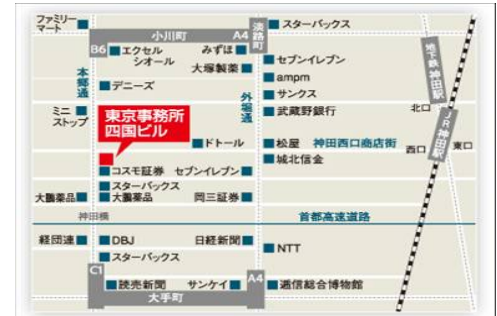 ファミリーマート
小川町
A4
淡路町
スターバックス
B6
エクセルシオール
みずほ
大塚製薬
セブンイレブン
地下鉄 神田駅
本郷通
デニーズ
ampm
サンクス
外堀通
ミニストップ
東京事務所
四国ビル
武蔵野銀行
北口
JR神田駅
ドトール
松屋
神田西口商店街
西口
東口
城北信金
コスモ証券
セブンイレブン
スターバックス
大鵬薬品
大鵬薬品
岡三証券
神田橋
首都高速道路
経団連
DBJ
日経新聞
NTT
スターバックス
C1
読売新聞
サンケイ
A4
逓信総合博物館
大手町